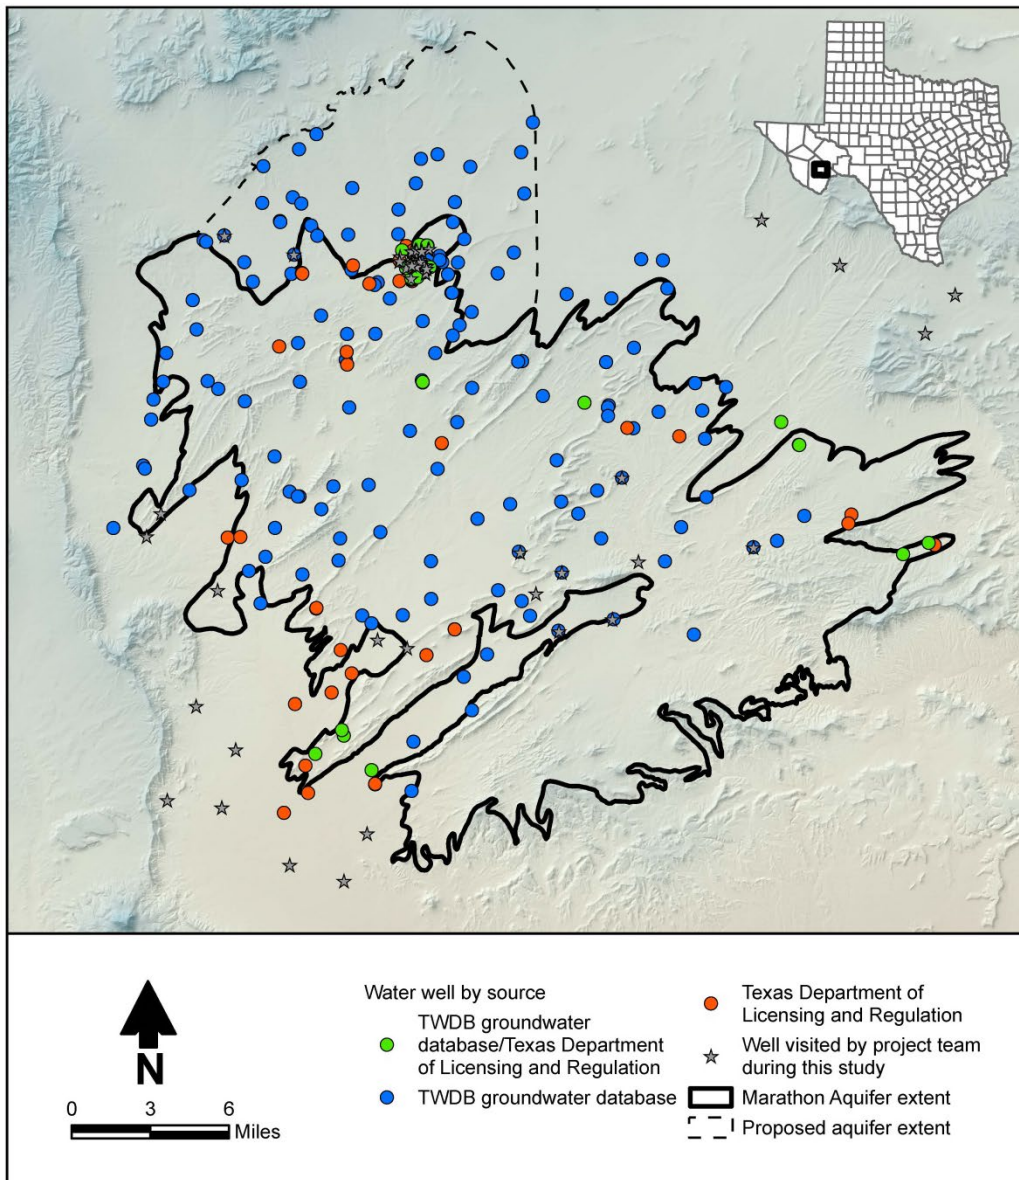 Water well by source
TWDB groundwater
database/Texas Department
of Licensing and Regulation
TWDB groundwater database
Texas Department of
Licensing and Regulation
Well visited by project team
during this study
Marathon Aquifer extent
Proposed aquifer extent
N
0 3 6
Miles